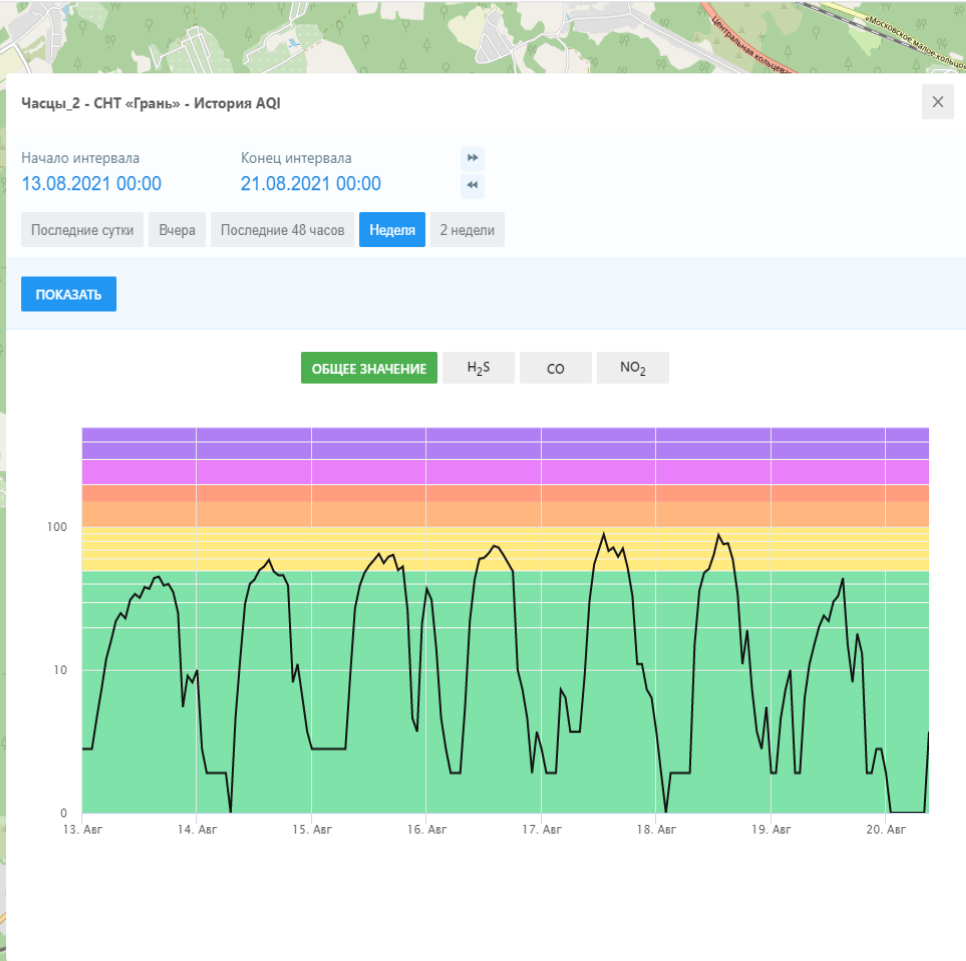 Центральная кольцева
«Московское малое кольцо
Часцы_2 - СНТ «Грань» - История AQI
Начало интервала Конец интервала
13.08.2021 00:00 21.08.2021 00:00
Последние сутки Вчера Последние 48 часов Неделя 2 недели
ПОКАЗАТЬ
ОБЩЕЕ ЗНАЧЕНИЕ H₂S CO NO₂
100
10
0
13. Авг 14. Авг 15. Авг 16. Авг 17. Авг 18. Авг 19. Авг 20. Авг